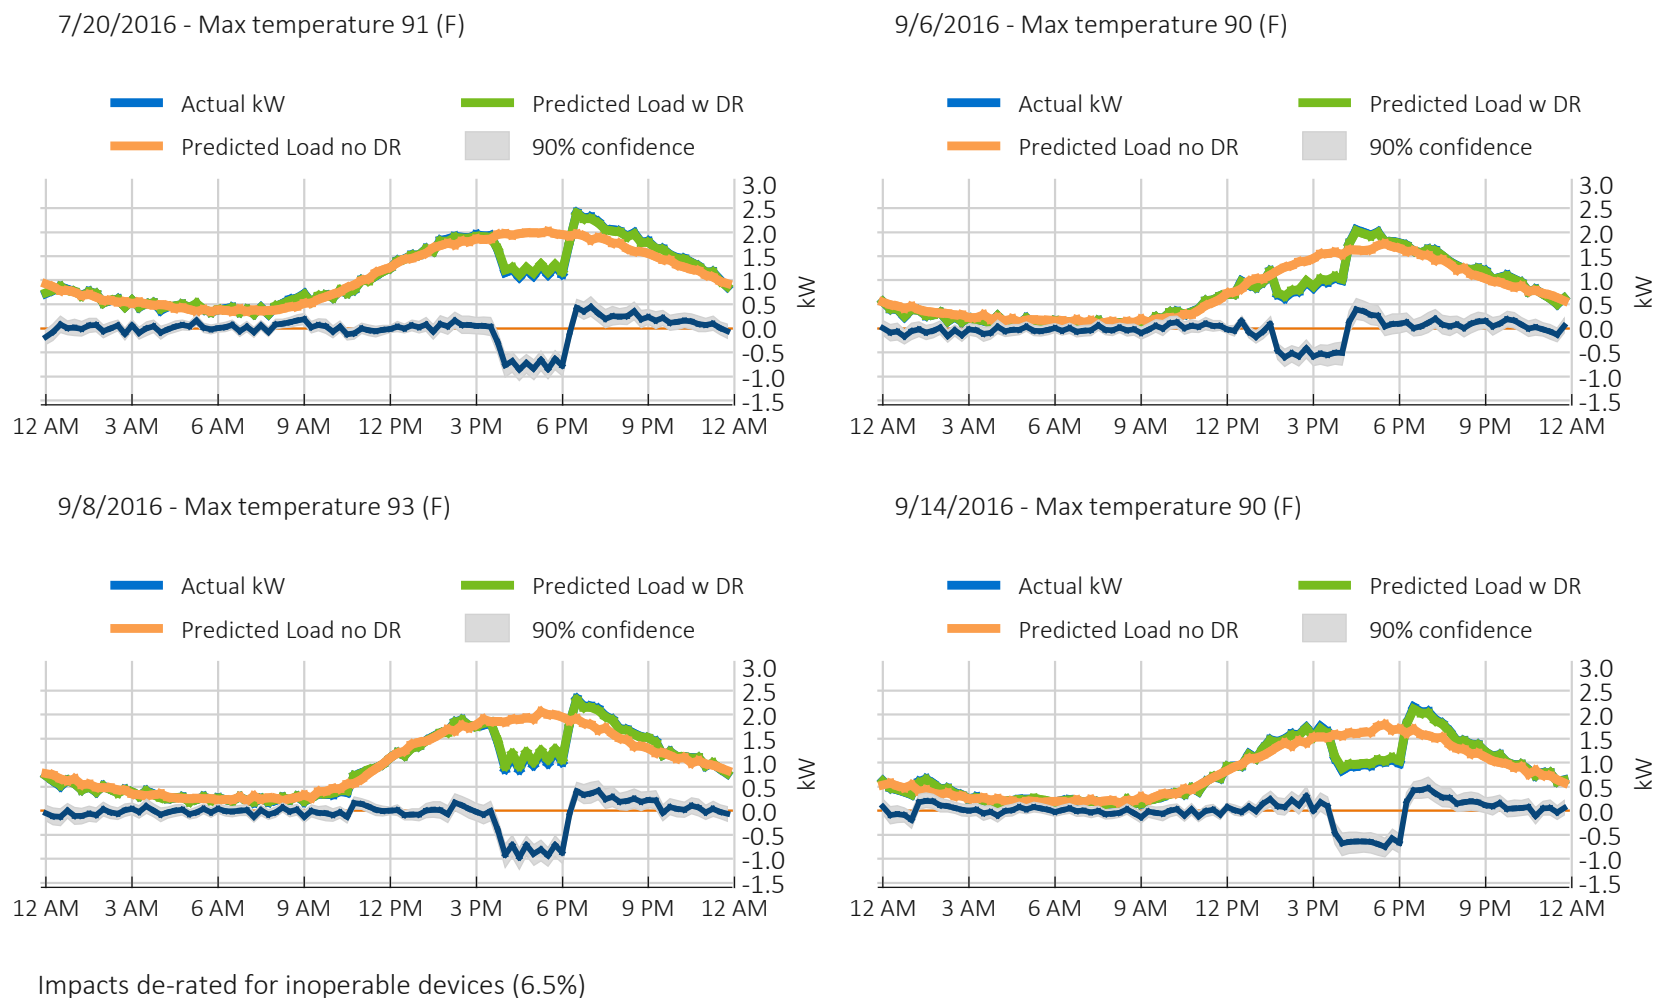 7/20/2016 - Max temperature 91 (F)
Actual kW
Predicted Load w DR
Predicted Load no DR
90% confidence
3.0
2.5
2.0
1.5
1.0
0.5
0.0
-0.5
-1.0
-1.5
kW
12 AM 3 AM 6 AM 9 AM 12 PM 3 PM 6 PM 9 PM 12 AM
9/6/2016 - Max temperature 90 (F)
Actual kW
Predicted Load w DR
Predicted Load no DR
90% confidence
3.0
2.5
2.0
1.5
1.0
0.5
0.0
-0.5
-1.0
-1.5
kW
12 AM 3 AM 6 AM 9 AM 12 PM 3 PM 6 PM 9 PM 12 AM
9/8/2016 - Max temperature 93 (F)
Actual kW
Predicted Load w DR
Predicted Load no DR
90% confidence
3.0
2.5
2.0
1.5
1.0
0.5
0.0
-0.5
-1.0
-1.5
kW
12 AM 3 AM 6 AM 9 AM 12 PM 3 PM 6 PM 9 PM 12 AM
9/14/2016 - Max temperature 90 (F)
Actual kW
Predicted Load w DR
Predicted Load no DR
90% confidence
3.0
2.5
2.0
1.5
1.0
0.5
0.0
-0.5
-1.0
-1.5
kW
12 AM 3 AM 6 AM 9 AM 12 PM 3 PM 6 PM 9 PM 12 AM
Impacts de-rated for inoperable devices (6.5%)